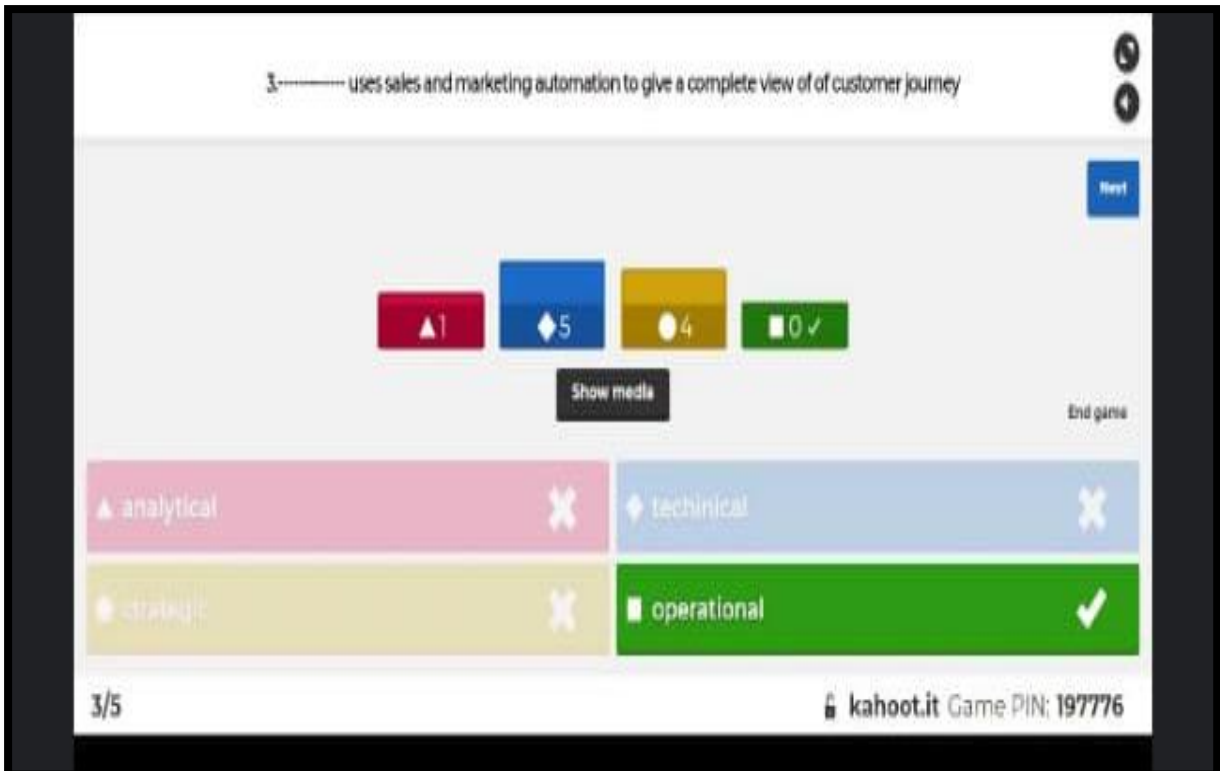 3.------------ uses sales and marketing automation to give a complete view of of customer journey
Next
▲1 ◆5 ●4 ■0 ✓
Show media
End game
▲ analytical ✖ ◆ techinical ✖
● strategic ✖ ■ operational ✔
3/5 kahoot.it Game PIN: 197776